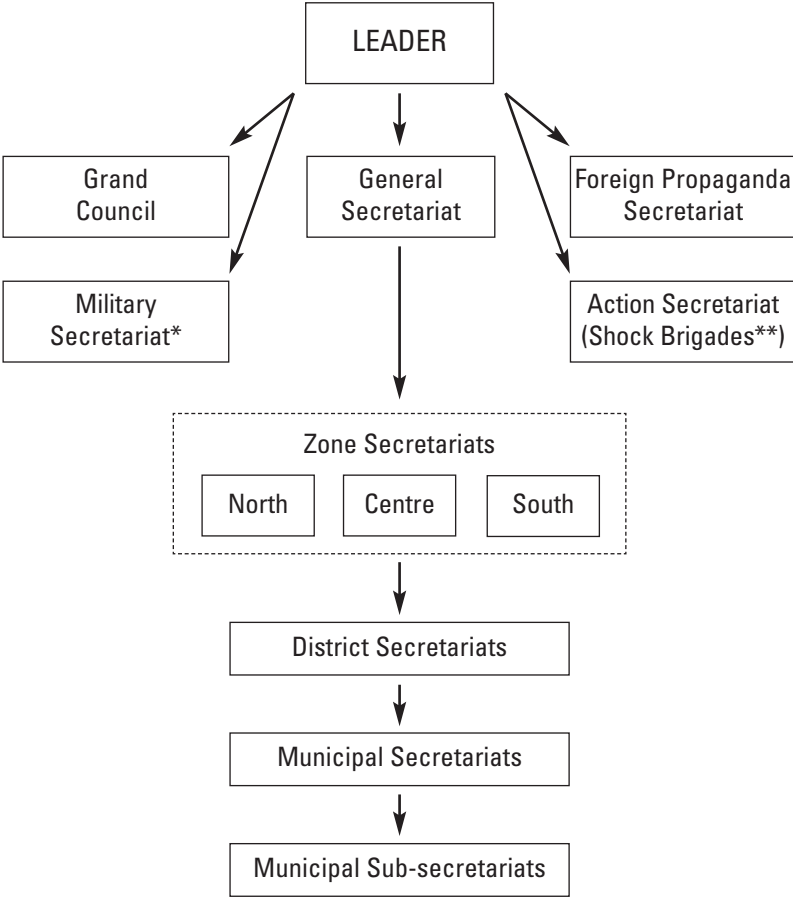 LEADER
Grand
Council
General
Secretariat
Foreign Propaganda
Secretariat
Military
Secretariat*
Action Secretariat
(Shock Brigades**)
Zone Secretariats
North
Centre
South
District Secretariats
Municipal Secretariats
Municipal Sub-secretariats